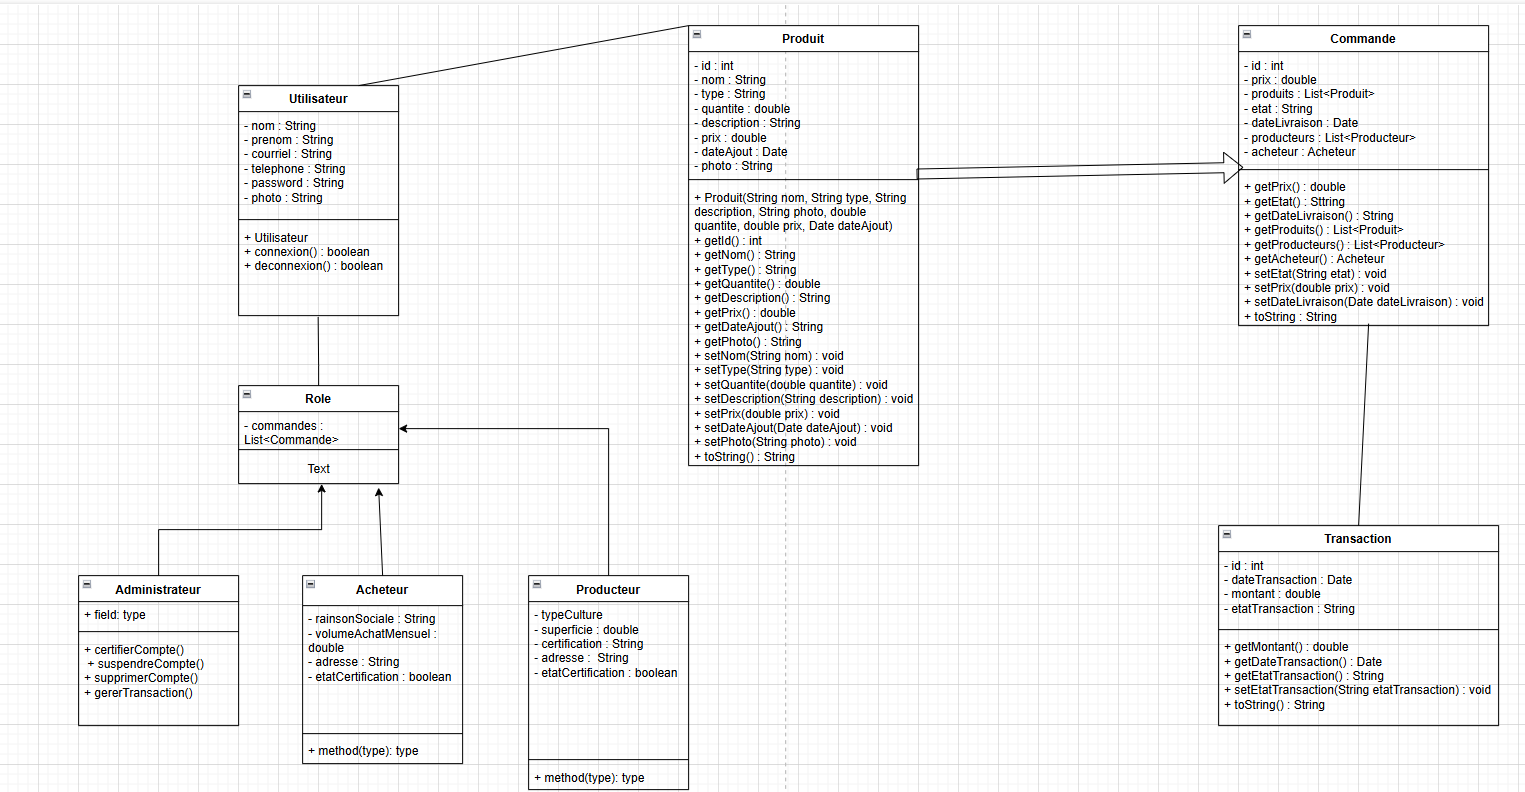 Utilisateur
- nom : String
- prenom : String
- courriel : String
- telephone : String
- password : String
- photo : String
+ Utilisateur
+ connexion() : boolean
+ deconnexion() : boolean
Produit
- id : int
- nom : String
- type : String
- quantite : double
- description : String
- prix : double
- dateAjout : Date
- photo : String
+ Produit(String nom, String type, String
description, String photo, double
quantite, double prix, Date dateAjout)
+ getId() : int
+ getNom() : String
+ getType() : String
+ getQuantite() : double
+ getDescription() : String
+ getPrix() : double
+ getDateAjout() : String
+ getPhoto() : String
+ setNom(String nom) : void
+ setType(String type) : void
+ setQuantite(double quantite) : void
+ setDescription(String description) : void
+ setPrix(double prix) : void
+ setDateAjout(Date dateAjout) : void
+ setPhoto(String photo) : void
+ toString() : String
Commande
- id : int
- prix : double
- produits : List<Produit>
- etat : String
- dateLivraison : Date
- producteurs : List<Producteur>
- acheteur : Acheteur
+ getPrix() : double
+ getEtat() : Sttring
+ getDateLivraison() : String
+ getProduits() : List<Produit>
+ getProducteurs() : List<Producteur>
+ getAcheteur() : Acheteur
+ setEtat(String etat) : void
+ setPrix(double prix) : void
+ setDateLivraison(Date dateLivraison) : void
+ toString : String
Role
- commandes :
List<Commande>
Text
Administrateur
+ field: type
+ certifierCompte()
+ suspendreCompte()
+ supprimerCompte()
+ gererTransaction()
Acheteur
- rainsonSociale : String
- volumeAchatMensuel :
double
- adresse : String
- etatCertification : boolean
+ method(type): type
Producteur
- typeCulture
- superficie : double
- certification : String
- adresse : String
- etatCertification : boolean
+ method(type): type
Transaction
- id : int
- dateTransaction : Date
- montant : double
- etatTransaction : String
+ getMontant() : double
+ getDateTransaction() : Date
+ getEtatTransaction() : String
+ setEtatTransaction(String etatTransaction) : void
+ toString() : String